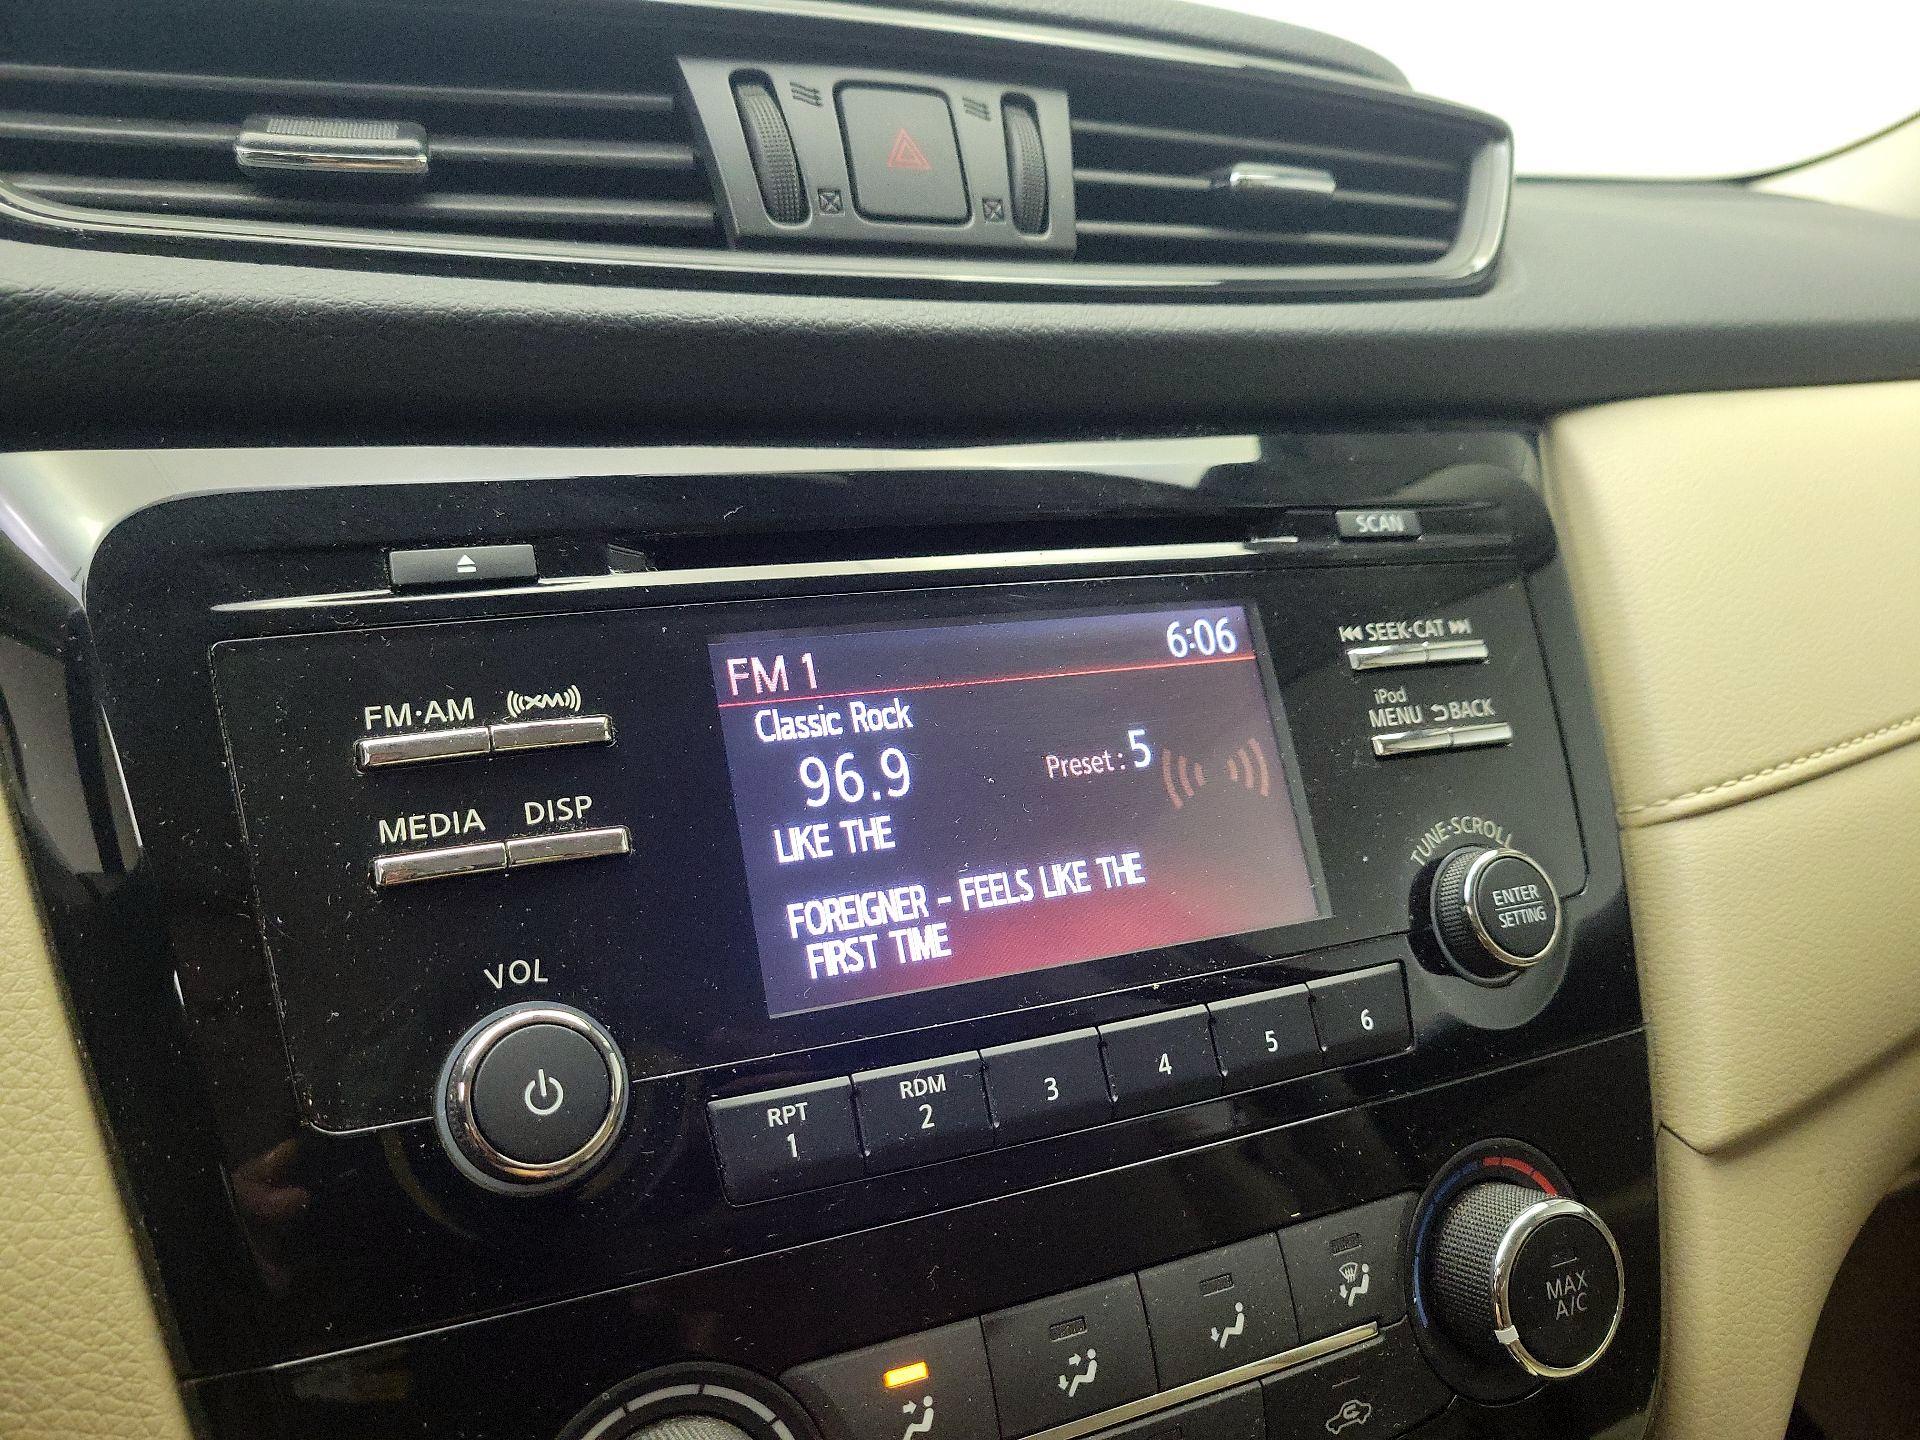 SCAN
FM·AM
XM
MEDIA
DISP
VOL
FM 1
6:06
Classic Rock
96.9
Preset : 5
LIKE THE
FOREIGNER - FEELS LIKE THE
FIRST TIME
SEEK·CAT
iPod
MENU
BACK
TUNE·SCROLL
ENTER
SETTING
RPT
1
RDM
2
3
4
5
6
MAX
A/C